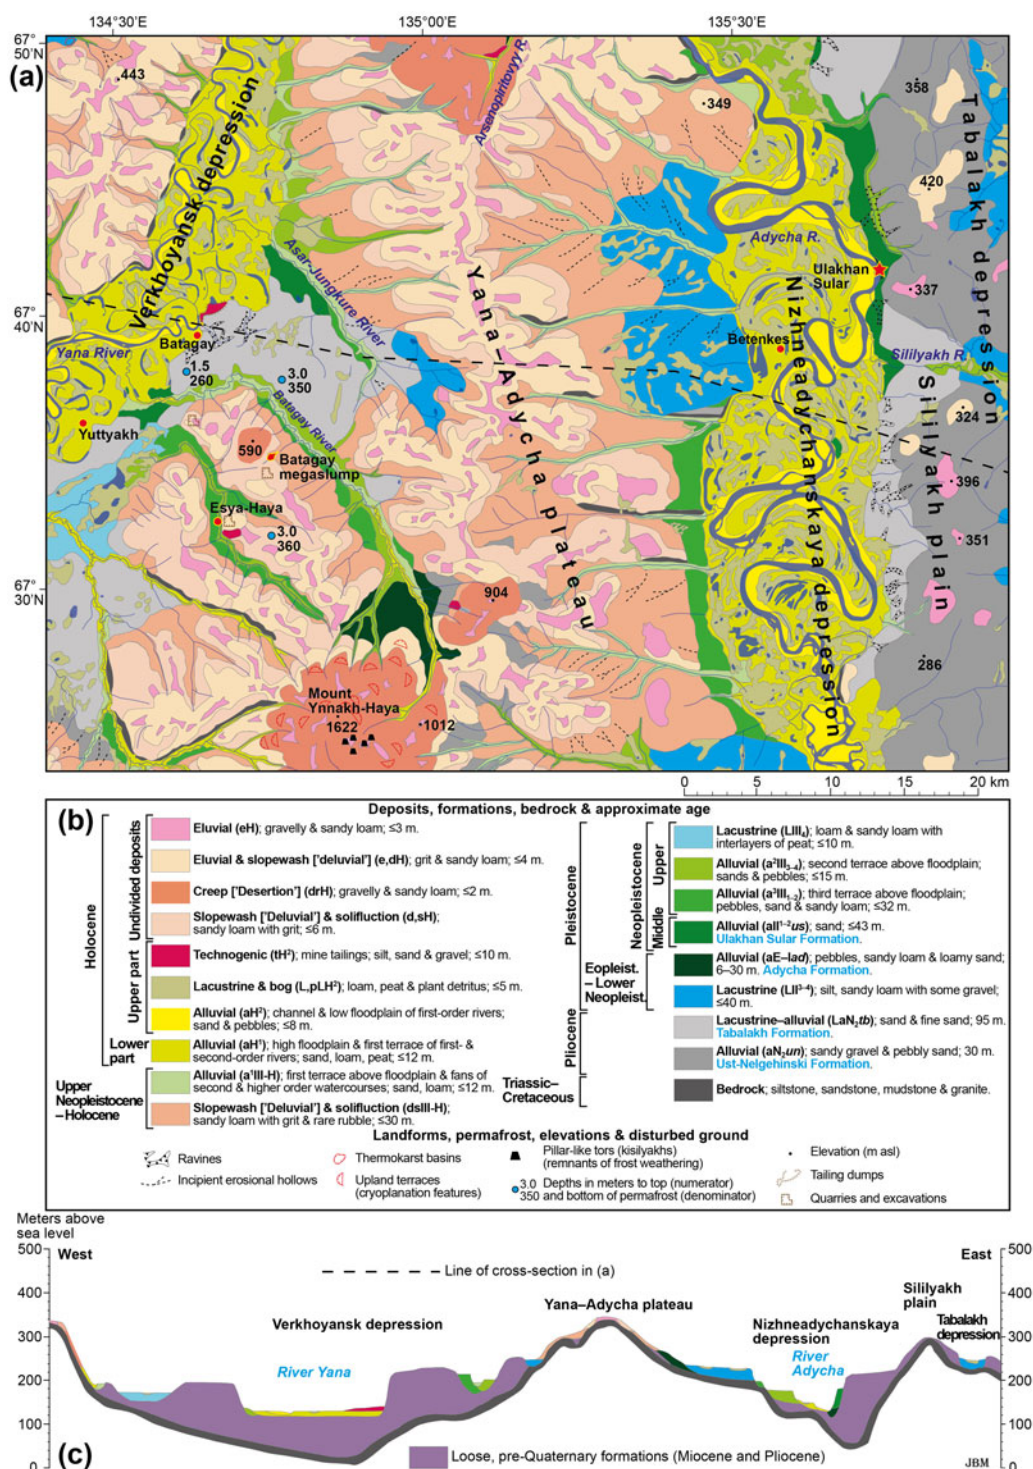 134°30'E
135°00'E
135°30'E
67°
50'N
(a)
443
Verkhoyansk depression
Arsenopiritovyy R.
349
358
Tabalakh depression
420
Asar-Jungkure River
Yana–Adycha plateau
Adycha R.
Ulakhan
Sular
337
67°
40'N
Nizhneadychanskaya depression
Yana River
Batagay
Betenkes
Sililyakh R.
1.5
260
3.0
350
Sililyakh plain
324
Batagay River
Yuttyakh
590
Batagay
megaslump
396
Esya-Haya
3.0
360
351
67°
30'N
904
286
Mount
Ynnakh-Haya
1622
1012
0 5 10 15 20 km
(b)
Deposits, formations, bedrock & approximate age
Holocene
Undivided deposits
Eluvial (eH); gravelly & sandy loam; ≤3 m.
Eluvial & slopewash ['deluvial'] (e,dH); grit & sandy loam; ≤4 m.
Creep ['Desertion'] (drH); gravelly & sandy loam; ≤2 m.
Slopewash ['Deluvial'] & solifluction (d,sH);
sandy loam with grit; ≤6 m.
Upper part
Technogenic (tH²); mine tailings; silt, sand & gravel; ≤10 m.
Lacustrine & bog (L,pLH²); loam, peat & plant detritus; ≤5 m.
Alluvial (aH²); channel & low floodplain of first-order rivers;
sand & pebbles; ≤8 m.
Lower
part
Alluvial (aH¹); high floodplain & first terrace of first- &
second-order rivers; sand, loam, peat; ≤12 m.
Upper
Neopleistocene
–Holocene
Alluvial (a¹III-H); first terrace above floodplain & fans of
second & higher order watercourses; sand, loam; ≤12 m.
Slopewash ['Deluvial'] & solifluction (dsIII-H);
sandy loam with grit & rare rubble; ≤30 m.
Pleistocene
Neopleistocene
Upper
Lacustrine (LIII₄); loam & sandy loam with
interlayers of peat; ≤10 m.
Alluvial (a²III₃₋₄); second terrace above floodplain;
sands & pebbles; ≤15 m.
Alluvial (a³III₁₋₂); third terrace above floodplain;
pebbles, sand & sandy loam; ≤32 m.
Middle
Alluvial (aII¹⁻²us); sand; ≤43 m.
Ulakhan Sular Formation.
Eopleist.
– Lower
Neopleist.
Alluvial (aE–lad); pebbles, sandy loam & loamy sand;
6–30 m. Adycha Formation.
Lacustrine (LII³⁻⁴); silt, sandy loam with some gravel;
≤40 m.
Pliocene
Lacustrine–alluvial (LaN₂tb); sand & fine sand; 95 m.
Tabalakh Formation.
Alluvial (aN₂un); sandy gravel & pebbly sand; 30 m.
Ust-Nelgehinski Formation.
Triassic–
Cretaceous
Bedrock; siltstone, sandstone, mudstone & granite.
Landforms, permafrost, elevations & disturbed ground
Ravines
Incipient erosional hollows
Thermokarst basins
Upland terraces
(cryoplanation features)
Pillar-like tors (kisilyakhs)
(remnants of frost weathering)
3.0 Depths in meters to top (numerator)
350 and bottom of permafrost (denominator)
Elevation (m asl)
Tailing dumps
Quarries and excavations
Meters above
sea level
500
400
300
200
100
0
West
Line of cross-section in (a)
East
500
400
300
200
100
0
Verkhoyansk depression
River Yana
Yana–Adycha plateau
Nizhneadychanskaya
depression
River
Adycha
Sililyakh
plain
Tabalakh
depression
(c)
Loose, pre-Quaternary formations (Miocene and Pliocene)
JBM